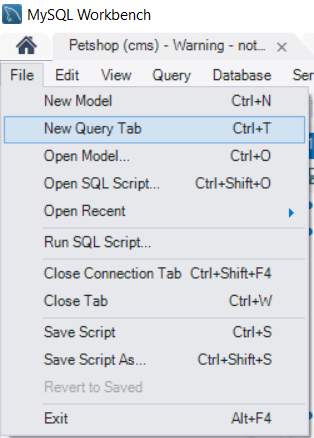 MySQL Workbench
Petshop (cms) - Warning - not...
File Edit View Query Database
New Model Ctrl+N
New Query Tab Ctrl+T
Open Model... Ctrl+O
Open SQL Script... Ctrl+Shift+O
Open Recent
Run SQL Script...
Close Connection Tab Ctrl+Shift+F4
Close Tab Ctrl+W
Save Script Ctrl+S
Save Script As... Ctrl+Shift+S
Revert to Saved
Exit Alt+F4